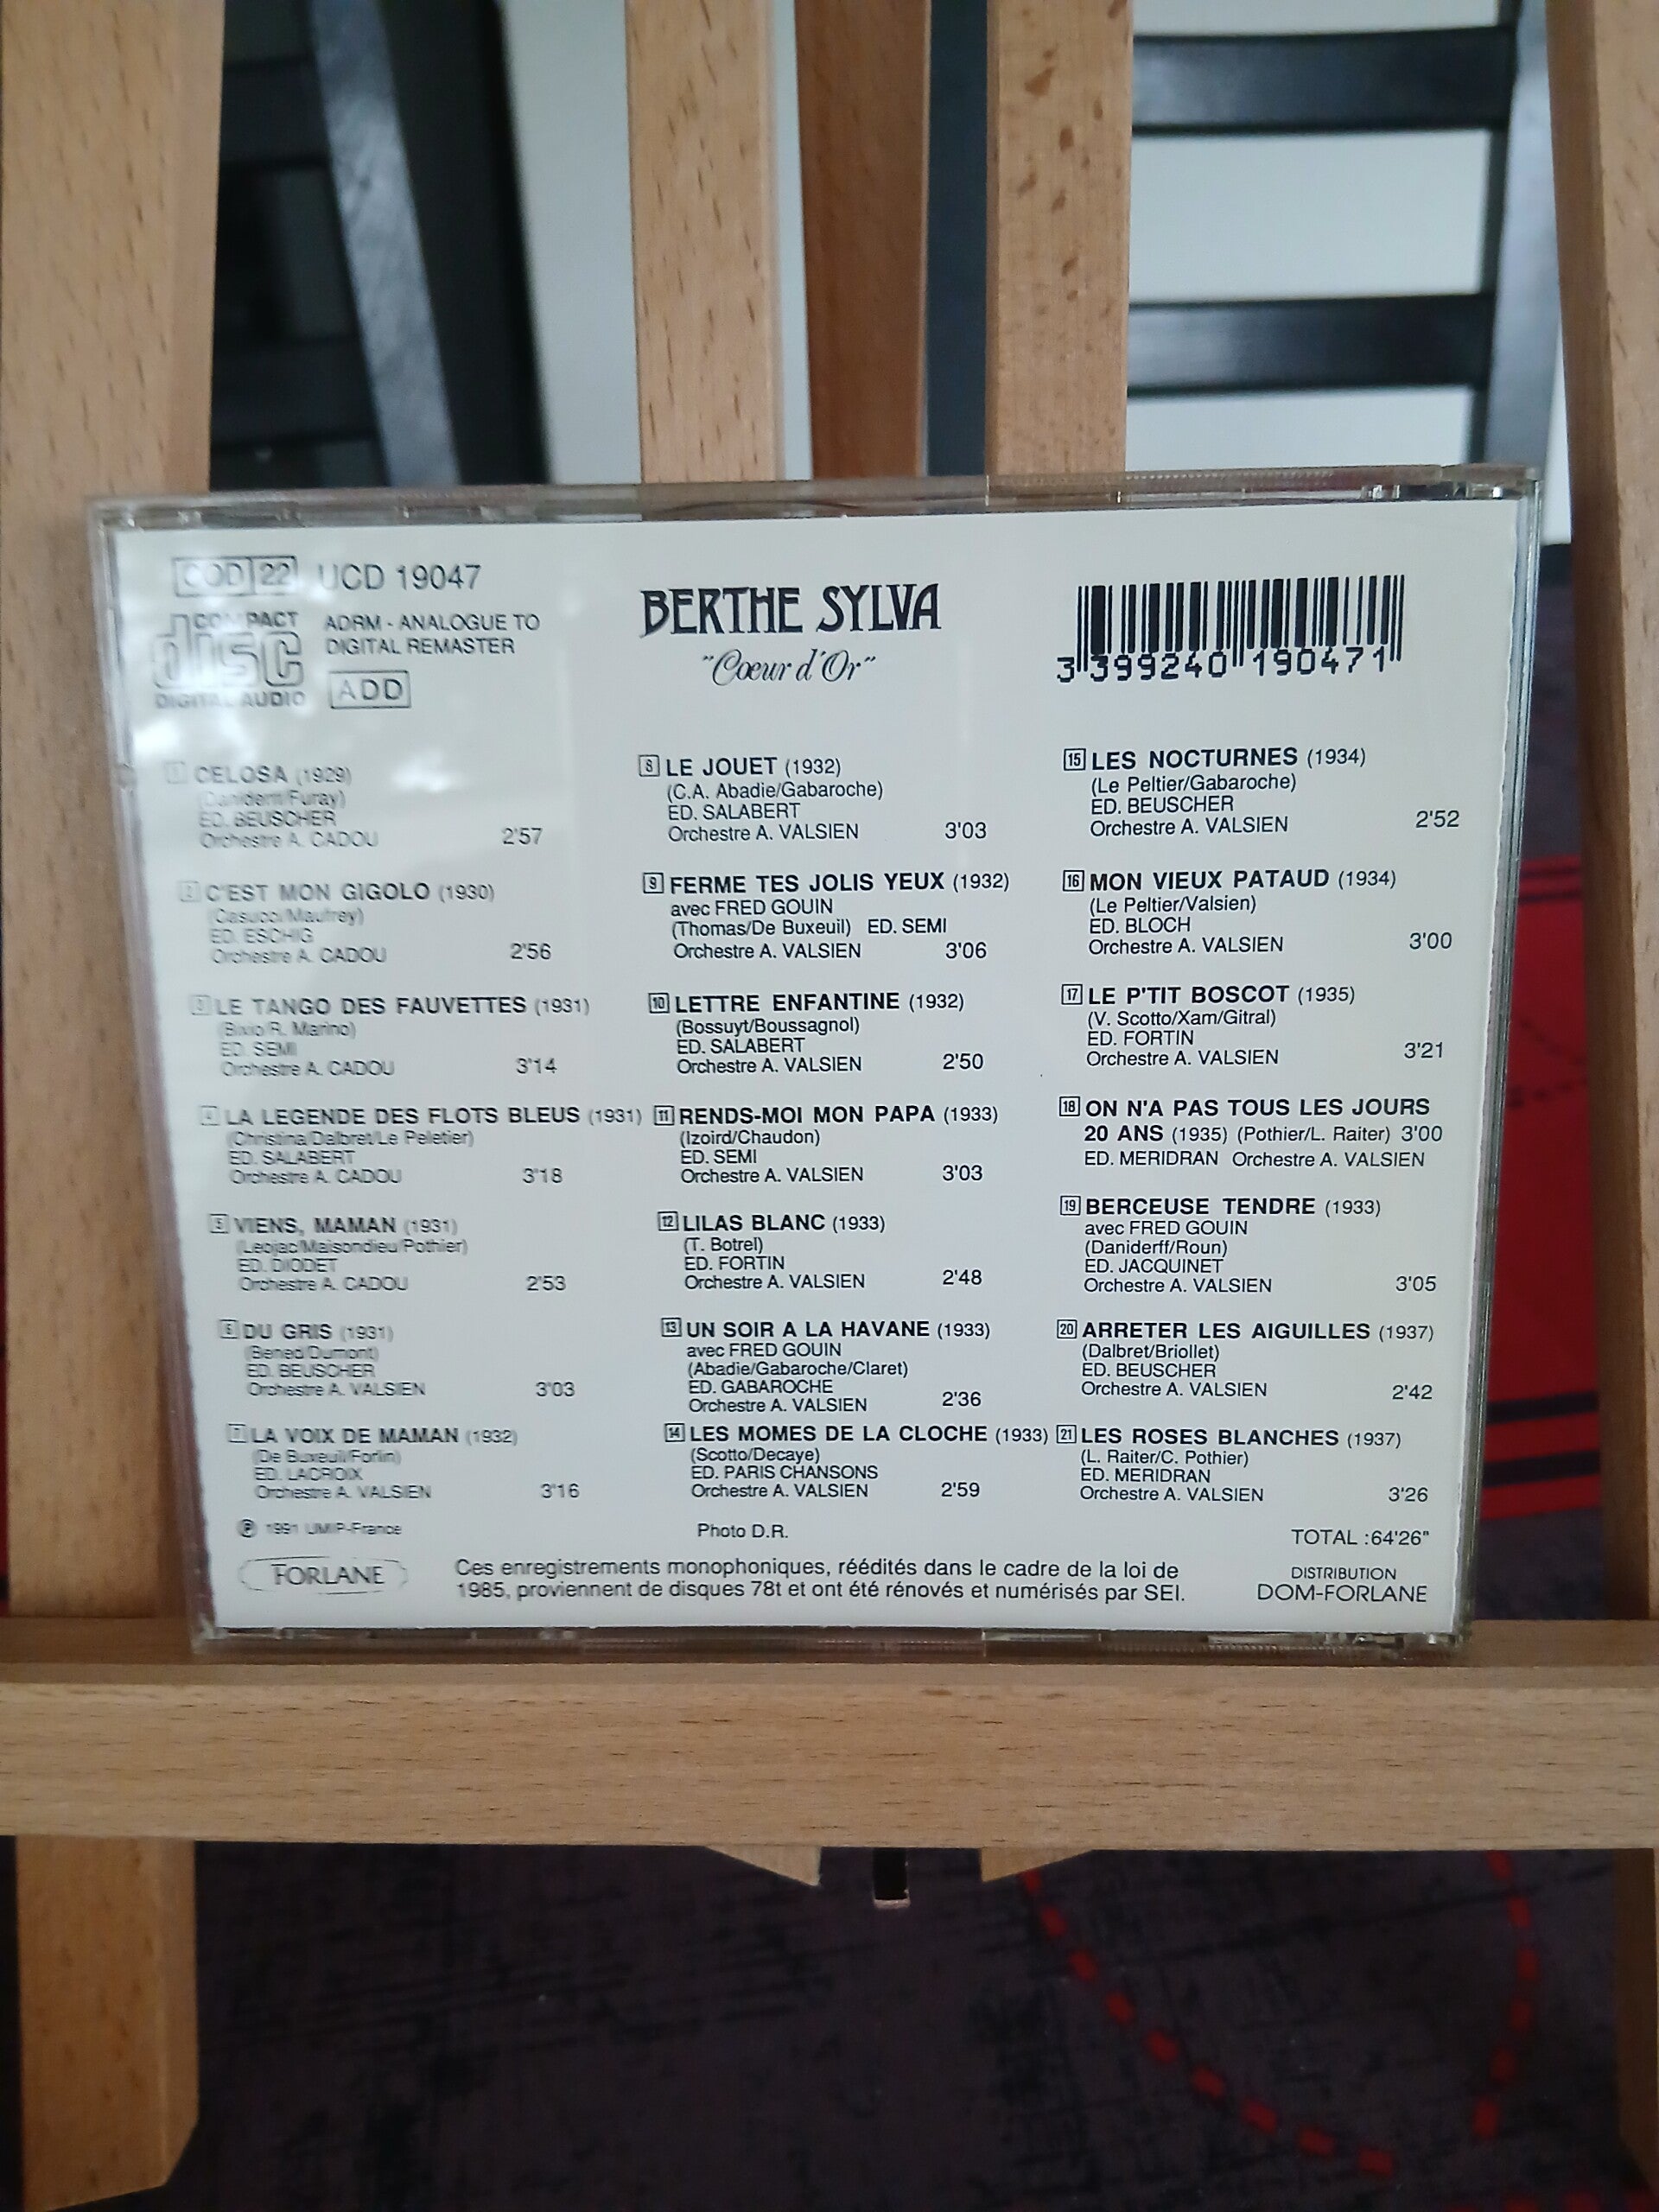 COD 22 UCD 19047
COMPACT
disc
DIGITAL AUDIO
ADRM - ANALOGUE TO
DIGITAL REMASTER
ADD
BERTHE SYLVA
"Coeur d'Or"
3 399240 190471
1 CELOSA (1929)
(Daniderff/Furay)
ED. BEUSCHER
Orchestre A. CADOU 2'57
2 C'EST MON GIGOLO (1930)
(Casucci/Maufrey)
ED. ESCHIG
Orchestre A. CADOU 2'56
3 LE TANGO DES FAUVETTES (1931)
(Bixio/R. Marino)
ED. SEMI
Orchestre A. CADOU 3'14
4 LA LEGENDE DES FLOTS BLEUS (1931)
(Christina/Dalbret/Le Peletier)
ED. SALABERT
Orchestre A. CADOU 3'18
5 VIENS, MAMAN (1931)
(Leojac/Maisondieu/Pothier)
ED. DIODET
Orchestre A. CADOU 2'53
6 DU GRIS (1931)
(Bened/Dumont)
ED. BEUSCHER
Orchestre A. VALSIEN 3'03
7 LA VOIX DE MAMAN (1932)
(De Buxeuil/Forlin)
ED. LACROIX
Orchestre A. VALSIEN 3'16
8 LE JOUET (1932)
(C.A. Abadie/Gabaroche)
ED. SALABERT
Orchestre A. VALSIEN 3'03
9 FERME TES JOLIS YEUX (1932)
avec FRED GOUIN
(Thomas/De Buxeuil) ED. SEMI
Orchestre A. VALSIEN 3'06
10 LETTRE ENFANTINE (1932)
(Bossuyt/Boussagnol)
ED. SALABERT
Orchestre A. VALSIEN 2'50
11 RENDS-MOI MON PAPA (1933)
(Izoird/Chaudon)
ED. SEMI
Orchestre A. VALSIEN 3'03
12 LILAS BLANC (1933)
(T. Botrel)
ED. FORTIN
Orchestre A. VALSIEN 2'48
13 UN SOIR A LA HAVANE (1933)
avec FRED GOUIN
(Abadie/Gabaroche/Claret)
ED. GABAROCHE
Orchestre A. VALSIEN 2'36
14 LES MOMES DE LA CLOCHE (1933)
(Scotto/Decaye)
ED. PARIS CHANSONS
Orchestre A. VALSIEN 2'59
15 LES NOCTURNES (1934)
(Le Peltier/Gabaroche)
ED. BEUSCHER
Orchestre A. VALSIEN 2'52
16 MON VIEUX PATAUD (1934)
(Le Peltier/Valsien)
ED. BLOCH
Orchestre A. VALSIEN 3'00
17 LE P'TIT BOSCOT (1935)
(V. Scotto/Xam/Gitral)
ED. FORTIN
Orchestre A. VALSIEN 3'21
18 ON N'A PAS TOUS LES JOURS
20 ANS (1935) (Pothier/L. Raiter) 3'00
ED. MERIDRAN Orchestre A. VALSIEN
19 BERCEUSE TENDRE (1933)
avec FRED GOUIN
(Daniderff/Roun)
ED. JACQUINET
Orchestre A. VALSIEN 3'05
20 ARRETER LES AIGUILLES (1937)
(Dalbret/Briollet)
ED. BEUSCHER
Orchestre A. VALSIEN 2'42
21 LES ROSES BLANCHES (1937)
(L. Raiter/C. Pothier)
ED. MERIDRAN
Orchestre A. VALSIEN 3'26
℗ 1991 UMIP-France
Photo D.R.
TOTAL :64'26"
FORLANE
Ces enregistrements monophoniques, réédités dans le cadre de la loi de
1985, proviennent de disques 78t et ont été rénovés et numérisés par SEI.
DISTRIBUTION
DOM-FORLANE